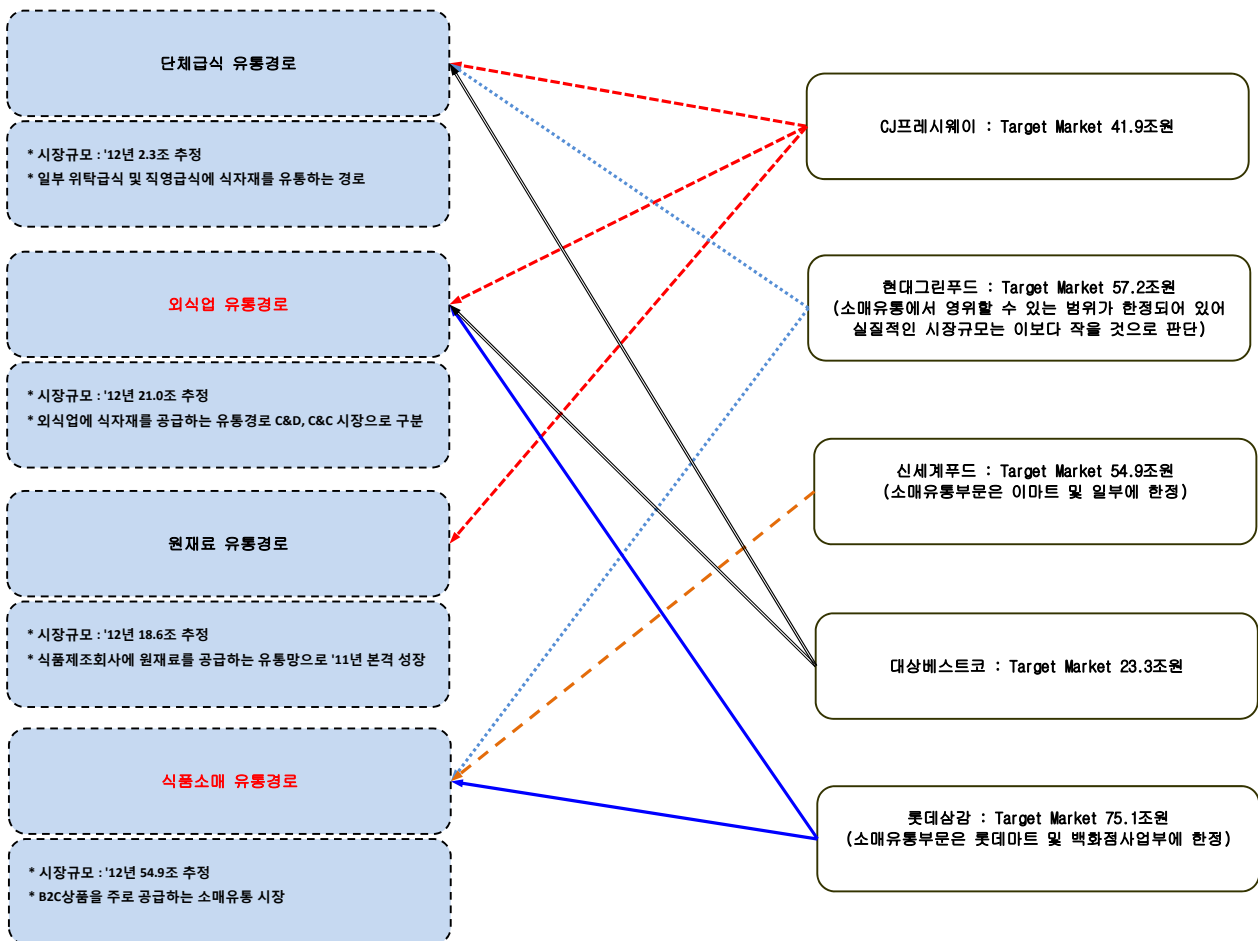 단체급식 유통경로
* 시장규모 : '12년 2.3조 추정
* 일부 위탁급식 및 직영급식에 식자재를 유통하는 경로
외식업 유통경로
* 시장규모 : '12년 21.0조 추정
* 외식업에 식자재를 공급하는 유통경로 C&D, C&C 시장으로 구분
원재료 유통경로
* 시장규모 : '12년 18.6조 추정
* 식품제조회사에 원재료를 공급하는 유통망으로 '11년 본격 성장
식품소매 유통경로
* 시장규모 : '12년 54.9조 추정
* B2C상품을 주로 공급하는 소매유통 시장
CJ프레시웨이 : Target Market 41.9조원
현대그린푸드 : Target Market 57.2조원
(소매유통에서 영위할 수 있는 범위가 한정되어 있어
실질적인 시장규모는 이보다 작을 것으로 판단)
신세계푸드 : Target Market 54.9조원
(소매유통부문은 이마트 및 일부에 한정)
대상베스트코 : Target Market 23.3조원
롯데삼강 : Target Market 75.1조원
(소매유통부문은 롯데마트 및 백화점사업부에 한정)